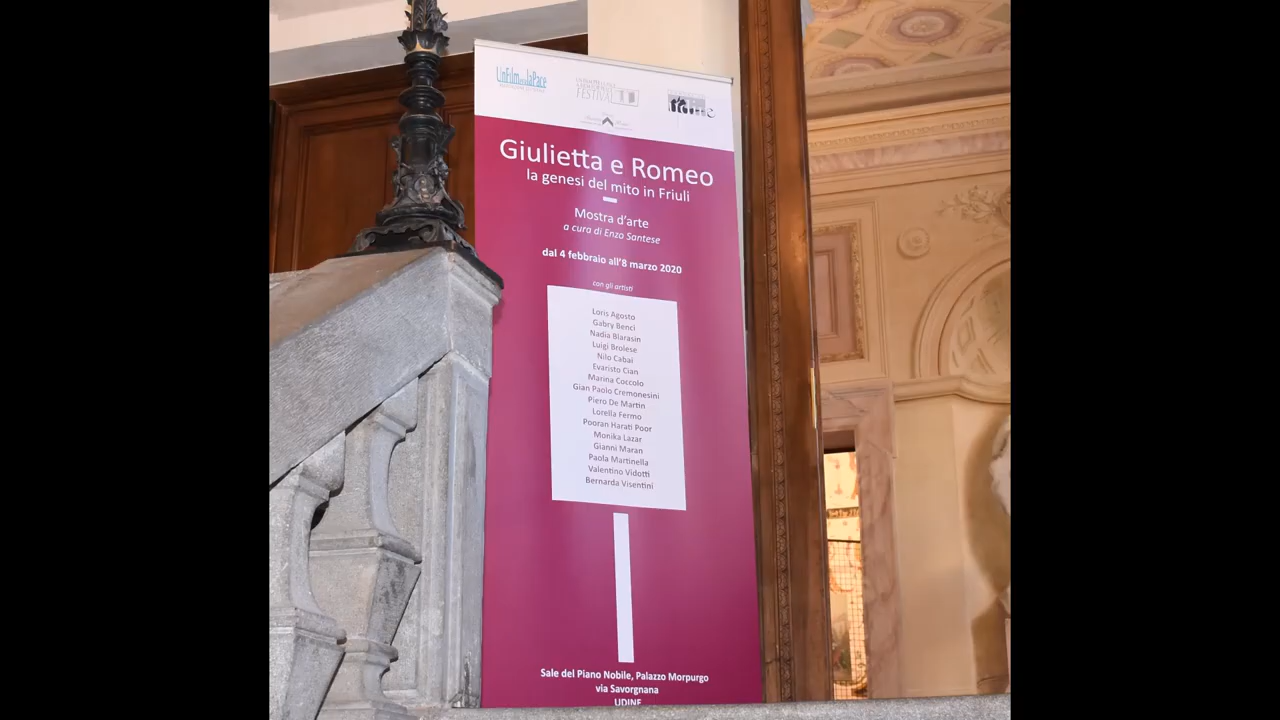 UnFilmperlaPace
FESTIVAL
Giulietta e Romeo
la genesi del mito in Friuli
Mostra d'arte
a cura di Enzo Santese
dal 4 febbraio all'8 marzo 2020
con gli artisti
Loris Agosto
Gabry Benci
Nadia Blarasin
Luigi Brolese
Nilo Cabai
Evaristo Cian
Marina Coccolo
Gian Paolo Cremonesini
Piero De Martin
Lorella Fermo
Pooran Harati Poor
Monika Lazar
Gianni Maran
Paola Martinella
Valentino Vidotti
Bernarda Visentini
Sale del Piano Nobile, Palazzo Morpurgo
via Savorgnana
UDINE